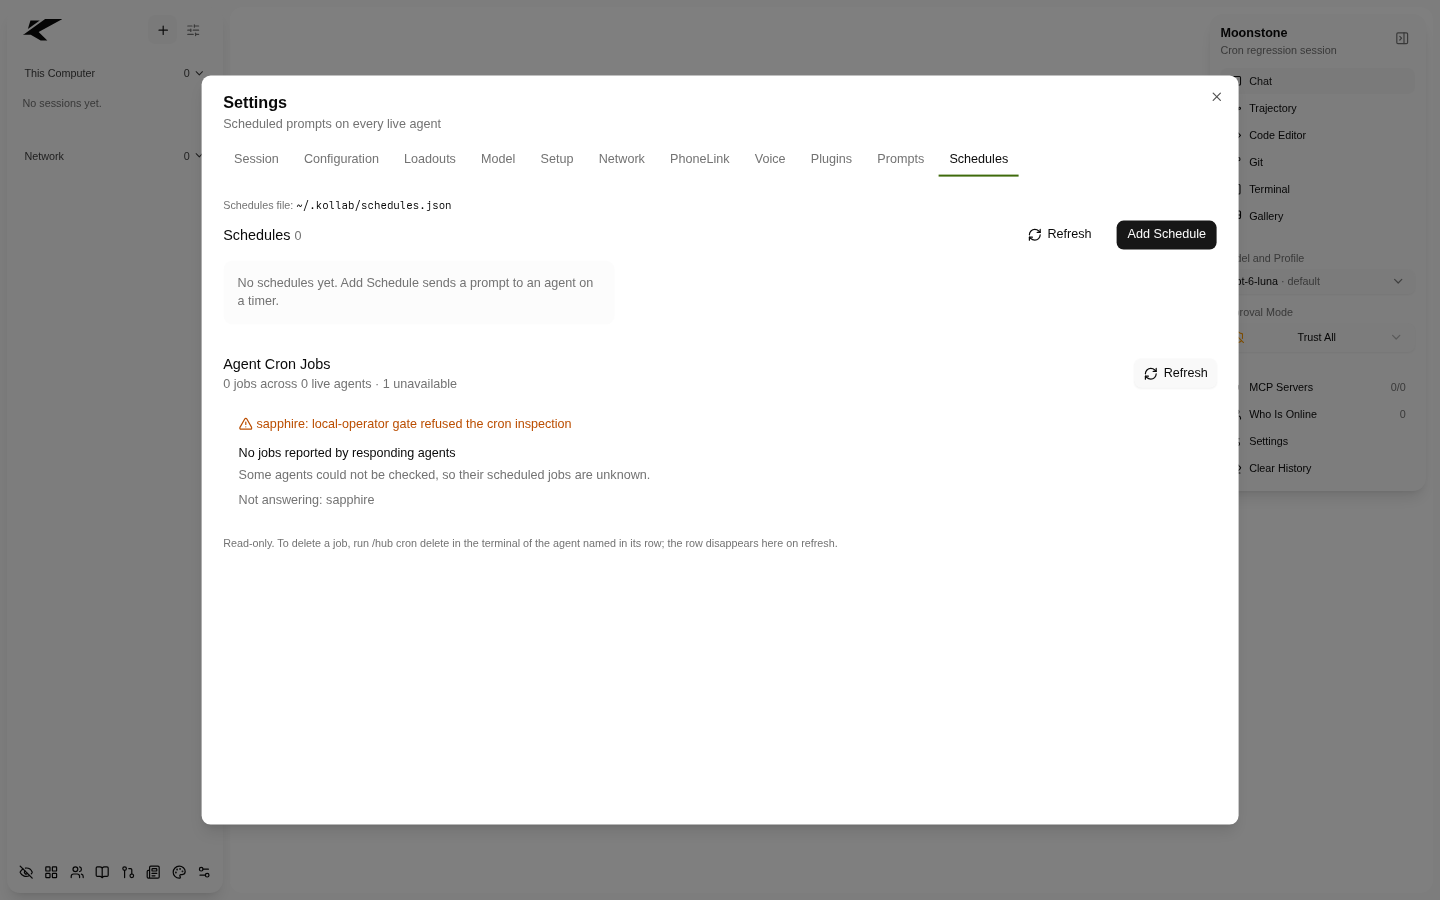 Moonstone
Cron regression session
This Computer 0
No sessions yet.
Network 0
Settings
Scheduled prompts on every live agent
Session Configuration Loadouts Model Setup Network PhoneLink Voice Plugins Prompts Schedules
Schedules file: ~/.kollab/schedules.json
Schedules 0
Refresh
Add Schedule
No schedules yet. Add Schedule sends a prompt to an agent on
a timer.
Agent Cron Jobs
0 jobs across 0 live agents · 1 unavailable
Refresh
sapphire: local-operator gate refused the cron inspection
No jobs reported by responding agents
Some agents could not be checked, so their scheduled jobs are unknown.
Not answering: sapphire
Read-only. To delete a job, run /hub cron delete in the terminal of the agent named in its row; the row disappears here on refresh.
Chat
Trajectory
Code Editor
Git
Terminal
Gallery
and Profile
· default
Mode
Trust All
MCP Servers 0/0
Who Is Online 0
Settings
Clear History